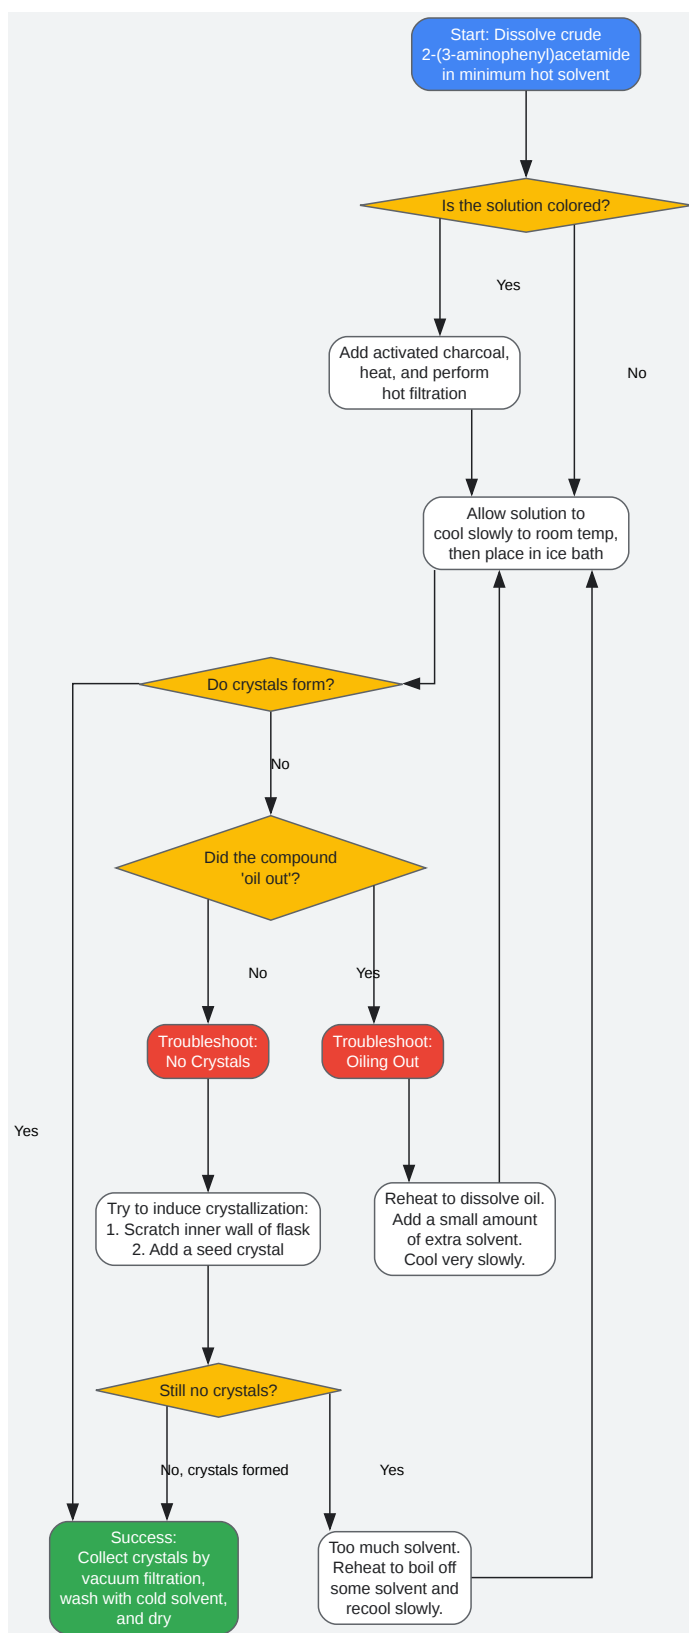 Start: Dissolve crude
2-(3-aminophenyl)acetamide
in minimum hot solvent
Is the solution colored?
Yes
Add activated charcoal,
heat, and perform
hot filtration
No
Allow solution to
cool slowly to room temp,
then place in ice bath
Do crystals form?
No
Did the compound
'oil out'?
No
Yes
Troubleshoot:
No Crystals
Troubleshoot:
Oiling Out
Yes
Try to induce crystallization:
1. Scratch inner wall of flask
2. Add a seed crystal
Reheat to dissolve oil.
Add a small amount
of extra solvent.
Cool very slowly.
Still no crystals?
No, crystals formed
Yes
Success:
Collect crystals by
vacuum filtration,
wash with cold solvent,
and dry
Too much solvent.
Reheat to boil off
some solvent and
recool slowly.